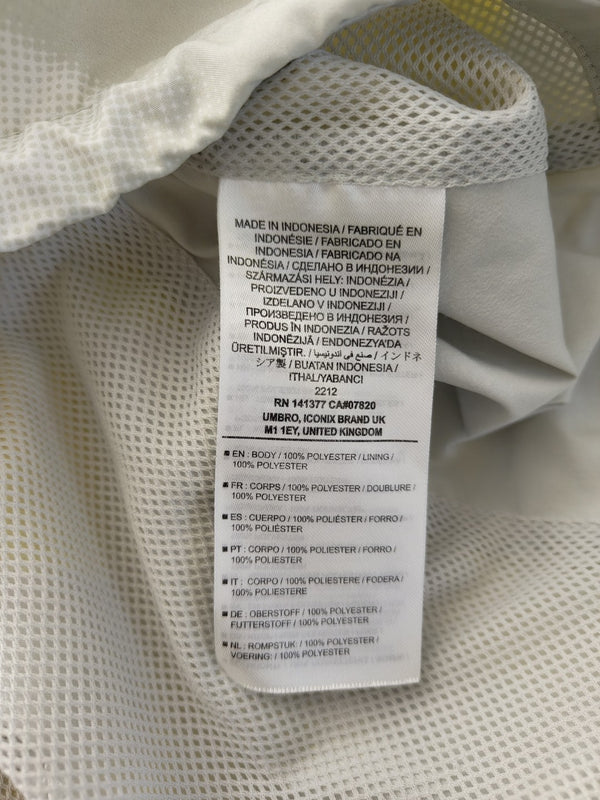 MADE IN INDONESIA / FABRIQUÉ EN
INDONÉSIE / FABRICADO EN
INDONESIA / FABRICADO NA
INDONÉSIA / СДЕЛАНО В ИНДОНЕЗИИ /
SZÁRMAZÁSI HELY: INDONÉZIA /
PROIZVEDENO U INDONEZIJI /
IZDELANO V INDONEZIJI /
ПРОИЗВЕДЕНО В ИНДОНЕЗИЯ /
PRODUS ÎN INDONEZIA / RAŽOTS
INDONĒZIJĀ / ENDONEZYA'DA
ÜRETILMIŞTIR. / صنع في أندونيسيا / インドネ
シア製 / BUATAN INDONESIA /
ITHAL/YABANCI
2212
RN 141377 CA#07820
UMBRO, ICONIX BRAND UK
M1 1EY, UNITED KINGDOM
■ EN : BODY / 100% POLYESTER / LINING /
100% POLYESTER
■ FR : CORPS / 100% POLYESTER / DOUBLURE /
100% POLYESTER
■ ES : CUERPO / 100% POLIÉSTER / FORRO /
100% POLIÉSTER
■ PT : CORPO / 100% POLIÉSTER / FORRO /
100% POLIÉSTER
■ IT : CORPO / 100% POLIESTERE / FODERA /
100% POLIESTERE
■ DE : OBERSTOFF / 100% POLYESTER /
FUTTERSTOFF / 100% POLYESTER
■ NL : ROMPSTUK: / 100% POLYESTER /
VOERING: / 100% POLYESTER